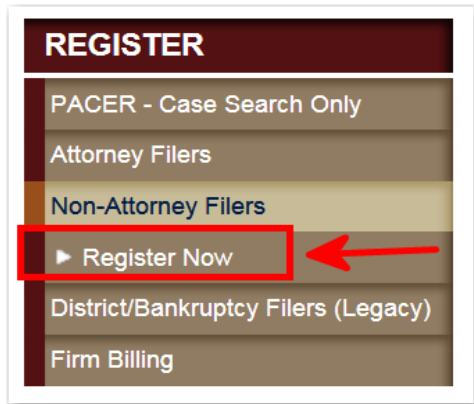 REGISTER
PACER - Case Search Only
Attorney Filers
Non-Attorney Filers
Register Now
District/Bankruptcy Filers (Legacy)
Firm Billing